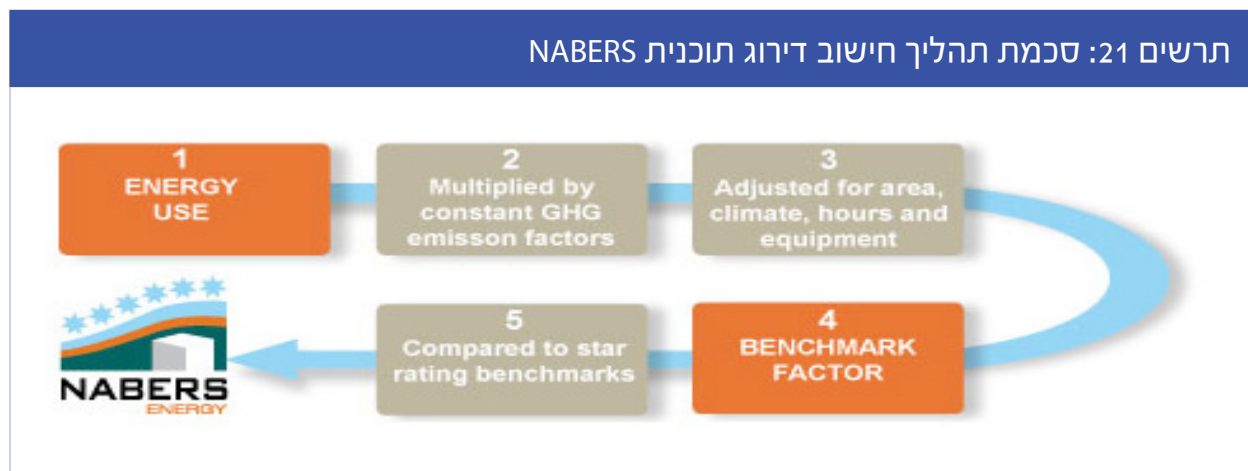 תרשים 21: סכמת תהליך חישוב דירוג תוכנית NABERS
1
ENERGY
USE
2
Multiplied by
constant GHG
emisson factors
3
Adjusted for area,
climate, hours and
equipment
4
BENCHMARK
FACTOR
5
Compared to star
rating benchmarks
NABERS
ENERGY